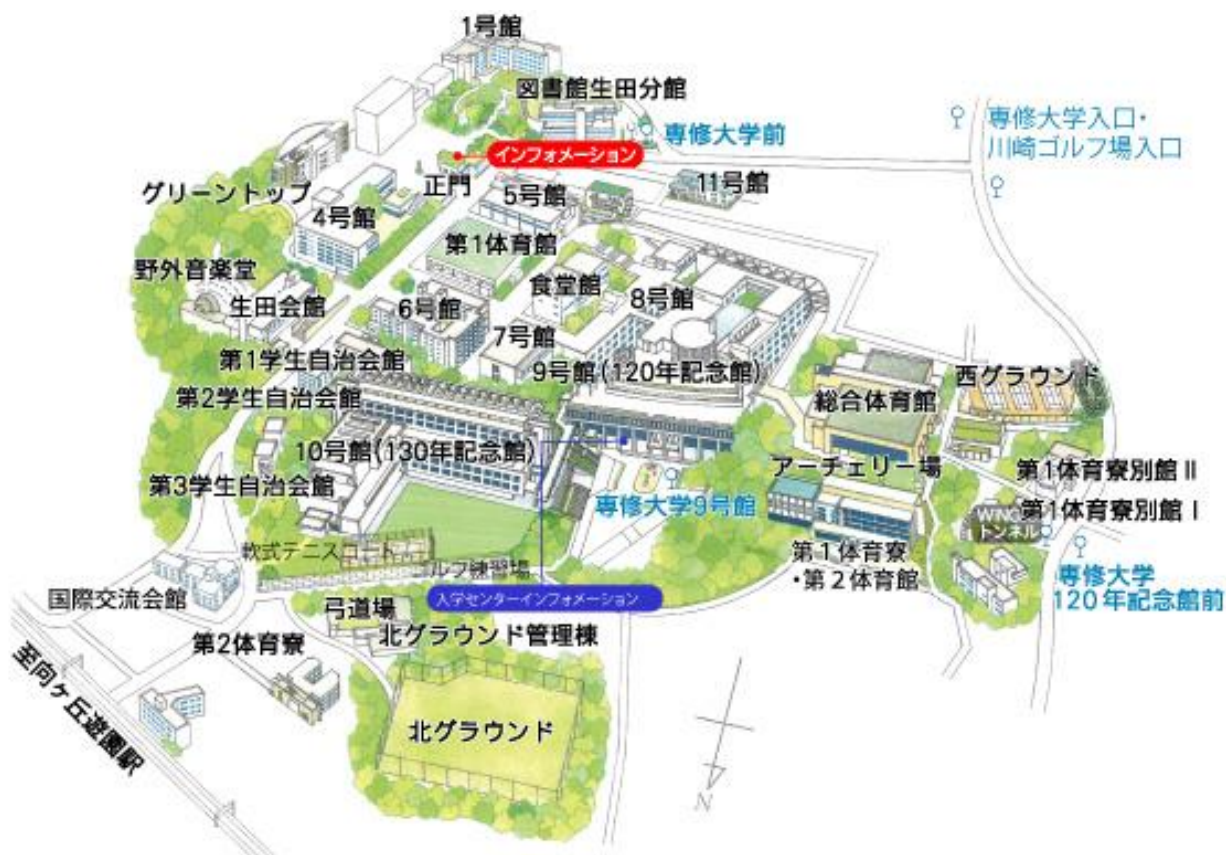 1号館
図書館生田分館
専修大学前
専修大学入口・
川崎ゴルフ場入口
インフォメーション
正門
5号館
11号館
グリーントップ
4号館
第1体育館
野外音楽堂
生田会館
6号館
食堂館
8号館
7号館
第1学生自治会館
9号館(120年記念館)
西グラウンド
第2学生自治会館
総合体育館
10号館(130年記念館)
アーチェリー場
第1体育寮別館Ⅱ
第3学生自治会館
専修大学9号館
第1体育寮別館Ⅰ
トンネル
軟式テニスコート
ゴルフ練習場
第1体育寮
・第2体育館
専修大学
120年記念館前
国際交流会館
入学センターインフォメーション
弓道場
北グラウンド管理棟
第2体育寮
至向ヶ丘遊園駅
北グラウンド
N